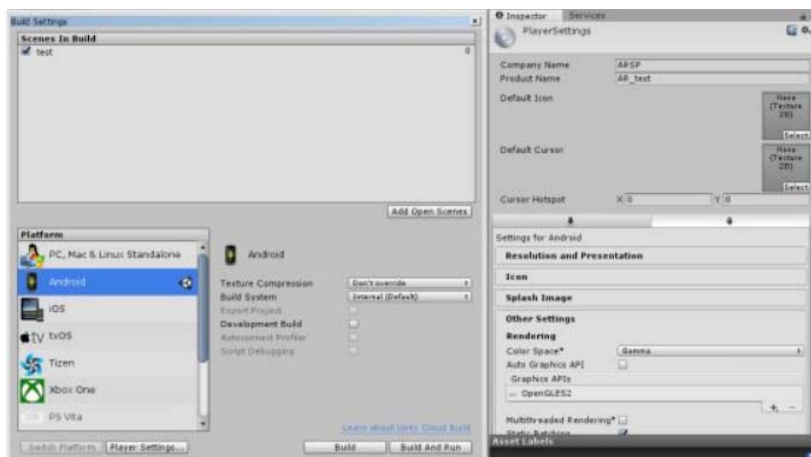 Build Settings
Scenes In Build
test 0
Add Open Scenes
Platform
PC, Mac & Linux Standalone
Android
iOS
tv tvOS
Tizen
Xbox One
PS Vita
Android
Texture Compression Don't override
Build System Internal (Default)
Export Project
Development Build
Autoconnect Profiler
Script Debugging
Learn about Unity Cloud Build
Switch Platform Player Settings... Build Build And Run
Inspector Services
PlayerSettings
Company Name ARSP
Product Name AR_test
Default Icon None (Texture 2D)
Select
Default Cursor None (Texture 2D)
Select
Cursor Hotspot X 0 Y 0
Settings for Android
Resolution and Presentation
Icon
Splash Image
Other Settings
Rendering
Color Space* Gamma
Auto Graphics API
Graphics APIs
OpenGLES2
Multithreaded Rendering*
Static Batching
Asset Labels